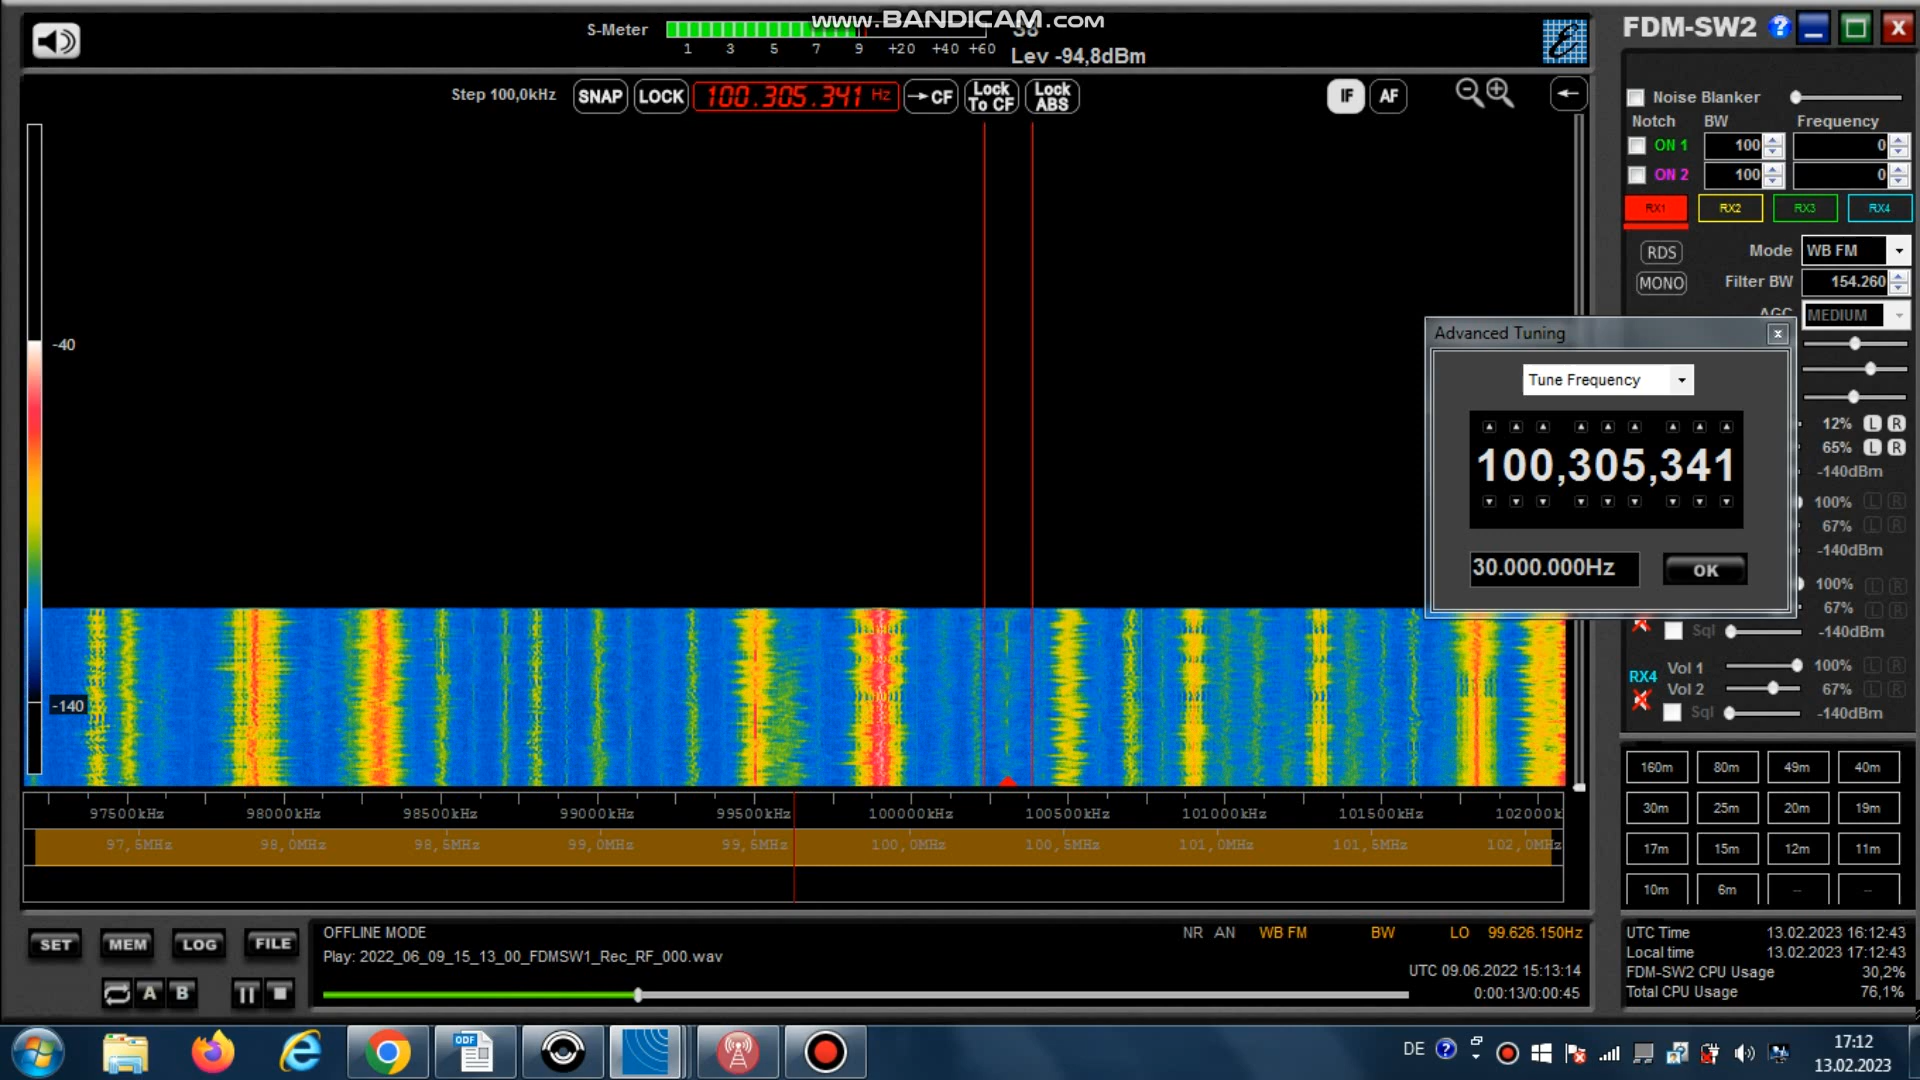 www.BANDICAM.com
S-Meter
1 3 5 7 9 +20 +40 +60
S8
Lev -94,8dBm
FDM-SW2
Step 100,0kHz
SNAP
LOCK
100.305.341 Hz
→CF
Lock To CF
Lock ABS
IF
AF
Noise Blanker
Notch BW Frequency
ON 1 100 0
ON 2 100 0
RX1 RX2 RX3 RX4
RDS Mode WB FM
MONO Filter BW 154.260
AGC MEDIUM
Advanced Tuning
Tune Frequency
100,305,341
30.000.000Hz
OK
-40
-140
12% L R
65% L R
-140dBm
100% L R
67% L R
-140dBm
100% L R
67% L R
Sql -140dBm
RX4 Vol 1 100% L R
Vol 2 67% L R
Sql -140dBm
97500kHz 98000kHz 98500kHz 99000kHz 99500kHz 100000kHz 100500kHz 101000kHz 101500kHz 102000k
97,5MHz 98,0MHz 98,5MHz 99,0MHz 99,5MHz 100,0MHz 100,5MHz 101,0MHz 101,5MHz 102,0MHz
160m 80m 49m 40m
30m 25m 20m 19m
17m 15m 12m 11m
10m 6m -- --
SET MEM LOG FILE
A B
OFFLINE MODE
Play: 2022_06_09_15_13_00_FDMSW1_Rec_RF_000.wav
NR AN WB FM BW LO 99.626.150Hz
UTC 09.06.2022 15:13:14
0:00:13/0:00:45
UTC Time 13.02.2023 16:12:43
Local time 13.02.2023 17:12:43
FDM-SW2 CPU Usage 30,2%
Total CPU Usage 76,1%
ODF
DE
17:12
13.02.2023